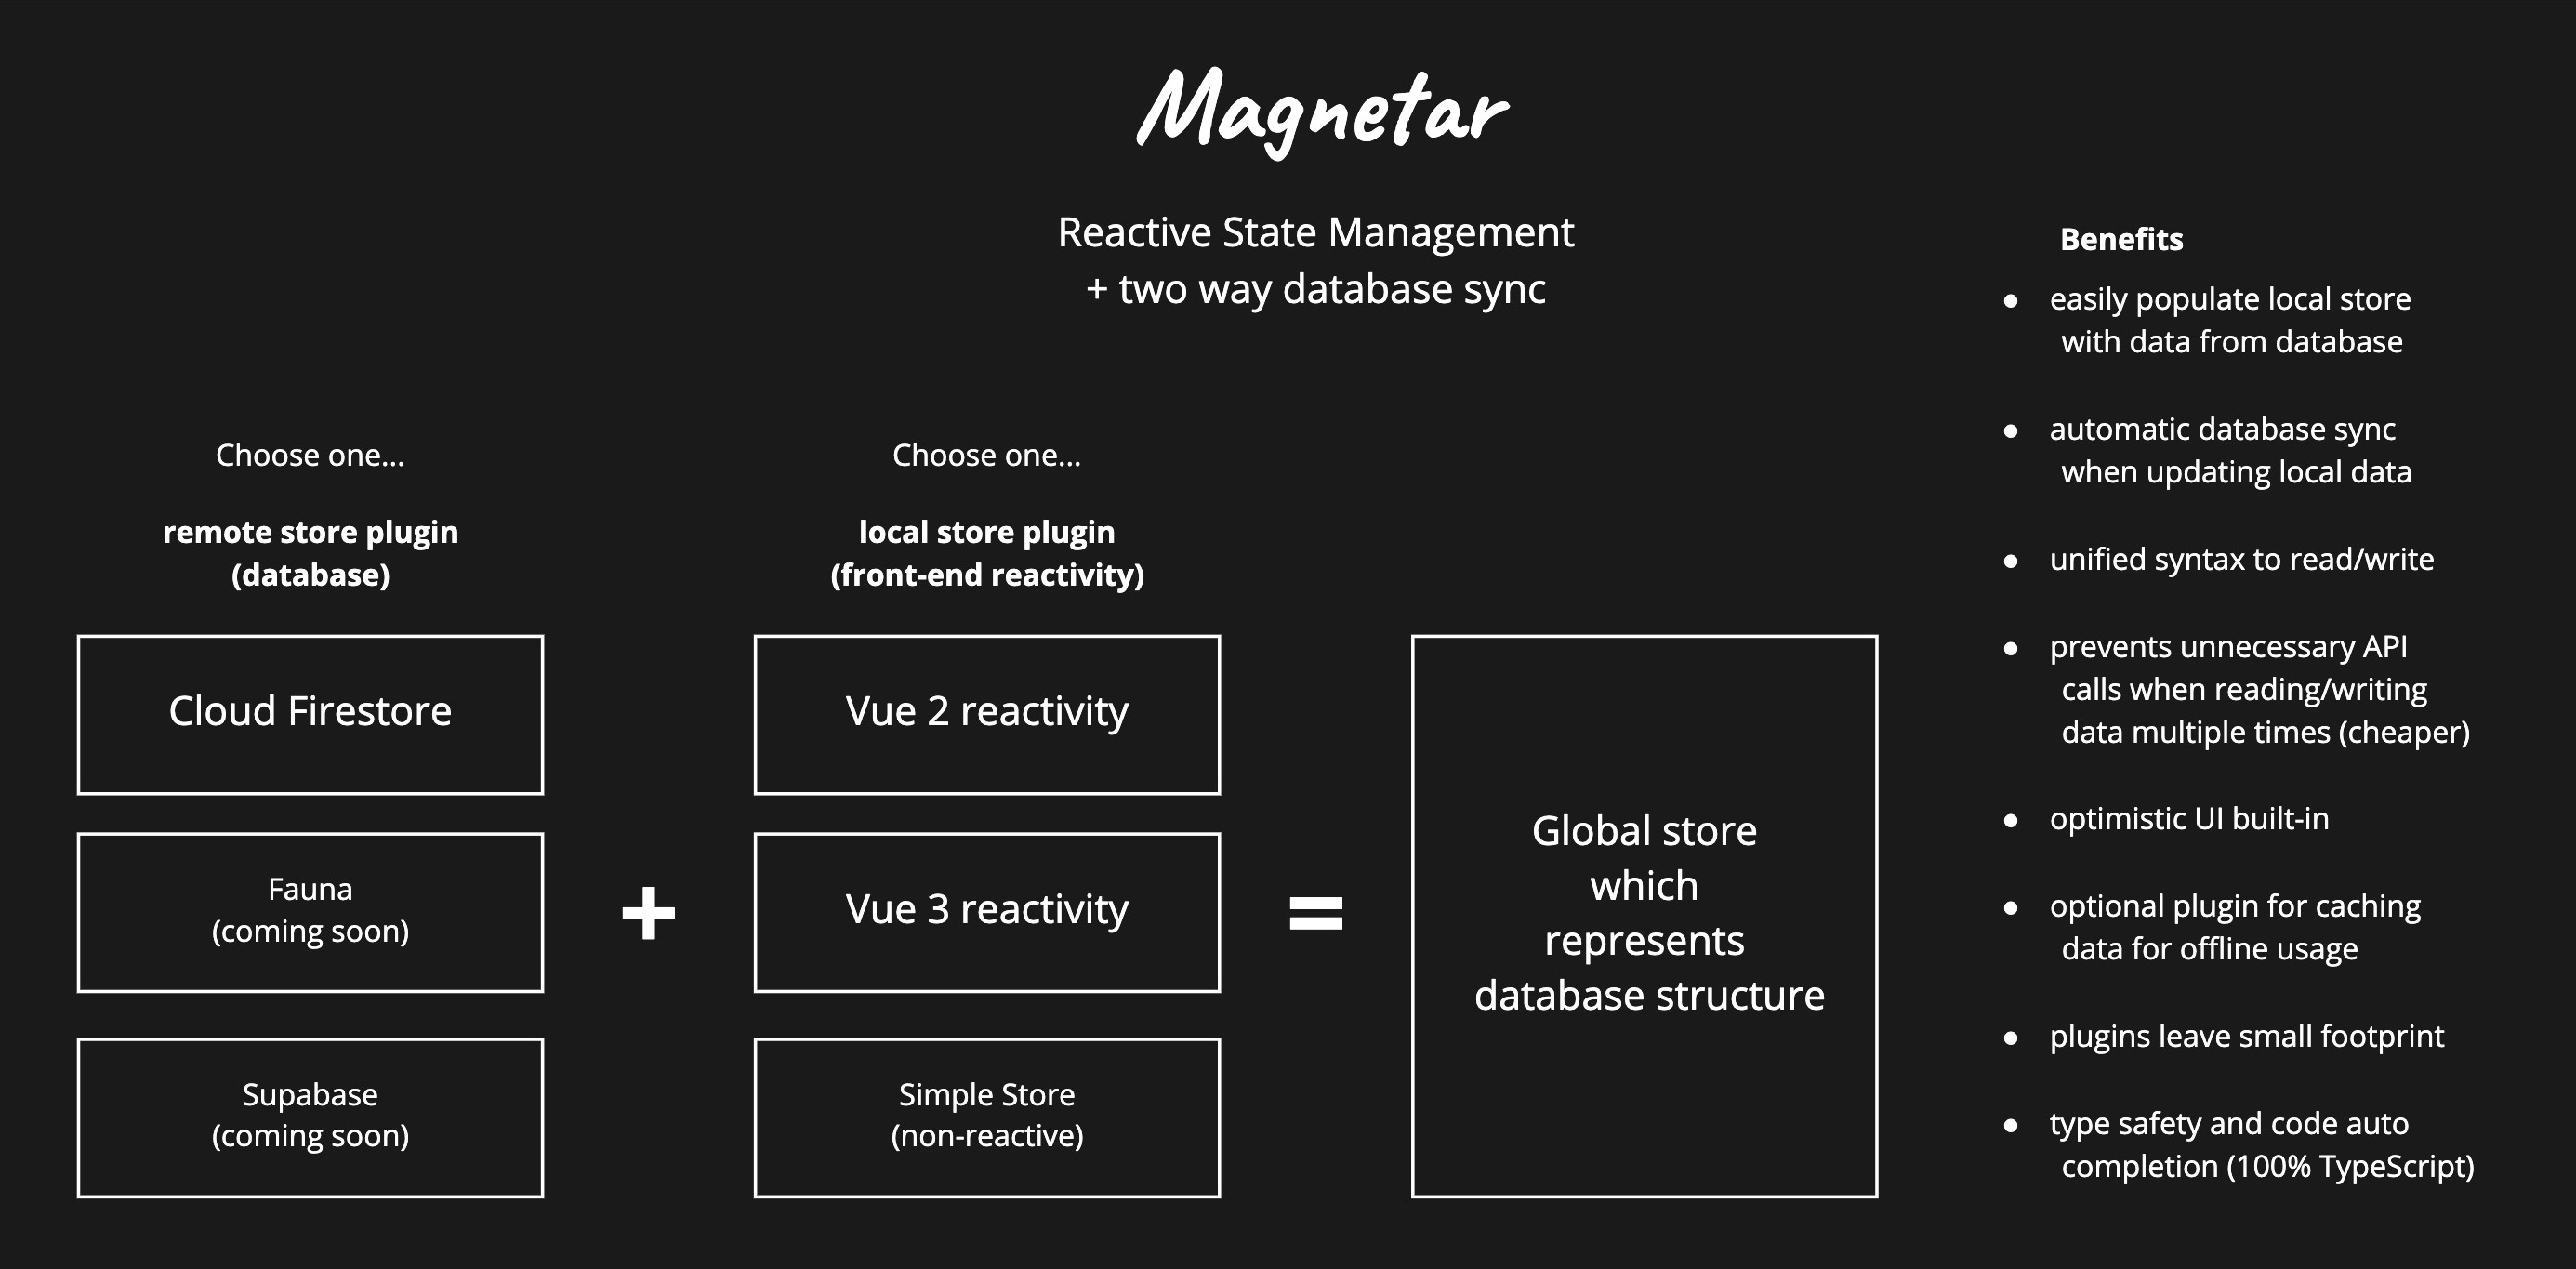 Magnetar
Reactive State Management
+ two way database sync
Choose one...
remote store plugin
(database)
Cloud Firestore
Fauna
(coming soon)
Supabase
(coming soon)
+
Choose one...
local store plugin
(front-end reactivity)
Vue 2 reactivity
Vue 3 reactivity
Simple Store
(non-reactive)
=
Global store
which
represents
database structure
Benefits
● easily populate local store
with data from database
● automatic database sync
when updating local data
● unified syntax to read/write
● prevents unnecessary API
calls when reading/writing
data multiple times (cheaper)
● optimistic UI built-in
● optional plugin for caching
data for offline usage
● plugins leave small footprint
● type safety and code auto
completion (100% TypeScript)